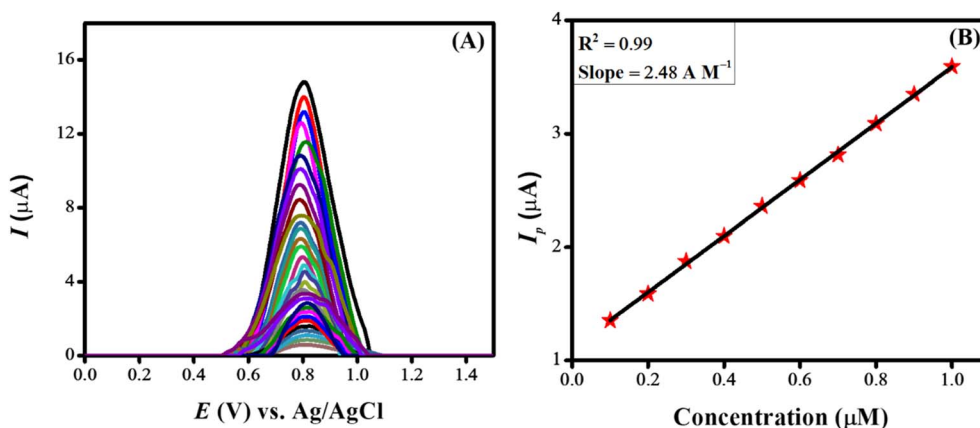 (A)
16
12
8
4
0
I (μA)
0.0 0.2 0.4 0.6 0.8 1.0 1.2 1.4
E (V) vs. Ag/AgCl
(B)
R² = 0.99
Slope = 2.48 A M⁻¹
4
3
2
1
Iₚ (μA)
0.0 0.2 0.4 0.6 0.8 1.0
Concentration (μM)